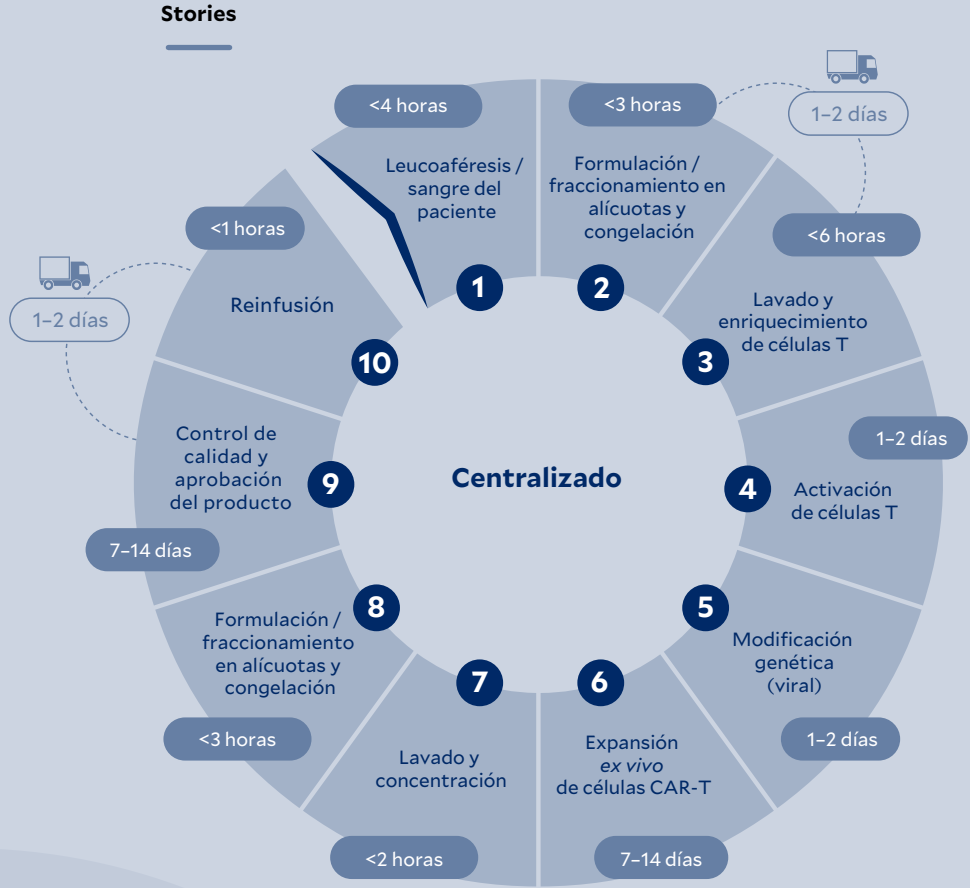 Stories
<4 horas
Leucoaféresis /
sangre del
paciente
1
<3 horas
Formulación /
fraccionamiento en
alícuotas y
congelación
2
1–2 días
<6 horas
Lavado y
enriquecimiento
de células T
3
1–2 días
Activación
de células T
4
Modificación
genética
(viral)
5
1–2 días
Expansión
ex vivo
de células CAR-T
6
7–14 días
Lavado y
concentración
7
<2 horas
Formulación /
fraccionamiento
en alícuotas y
congelación
8
<3 horas
Control de
calidad y
aprobación
del producto
9
7–14 días
1–2 días
<1 horas
Reinfusión
10
Centralizado